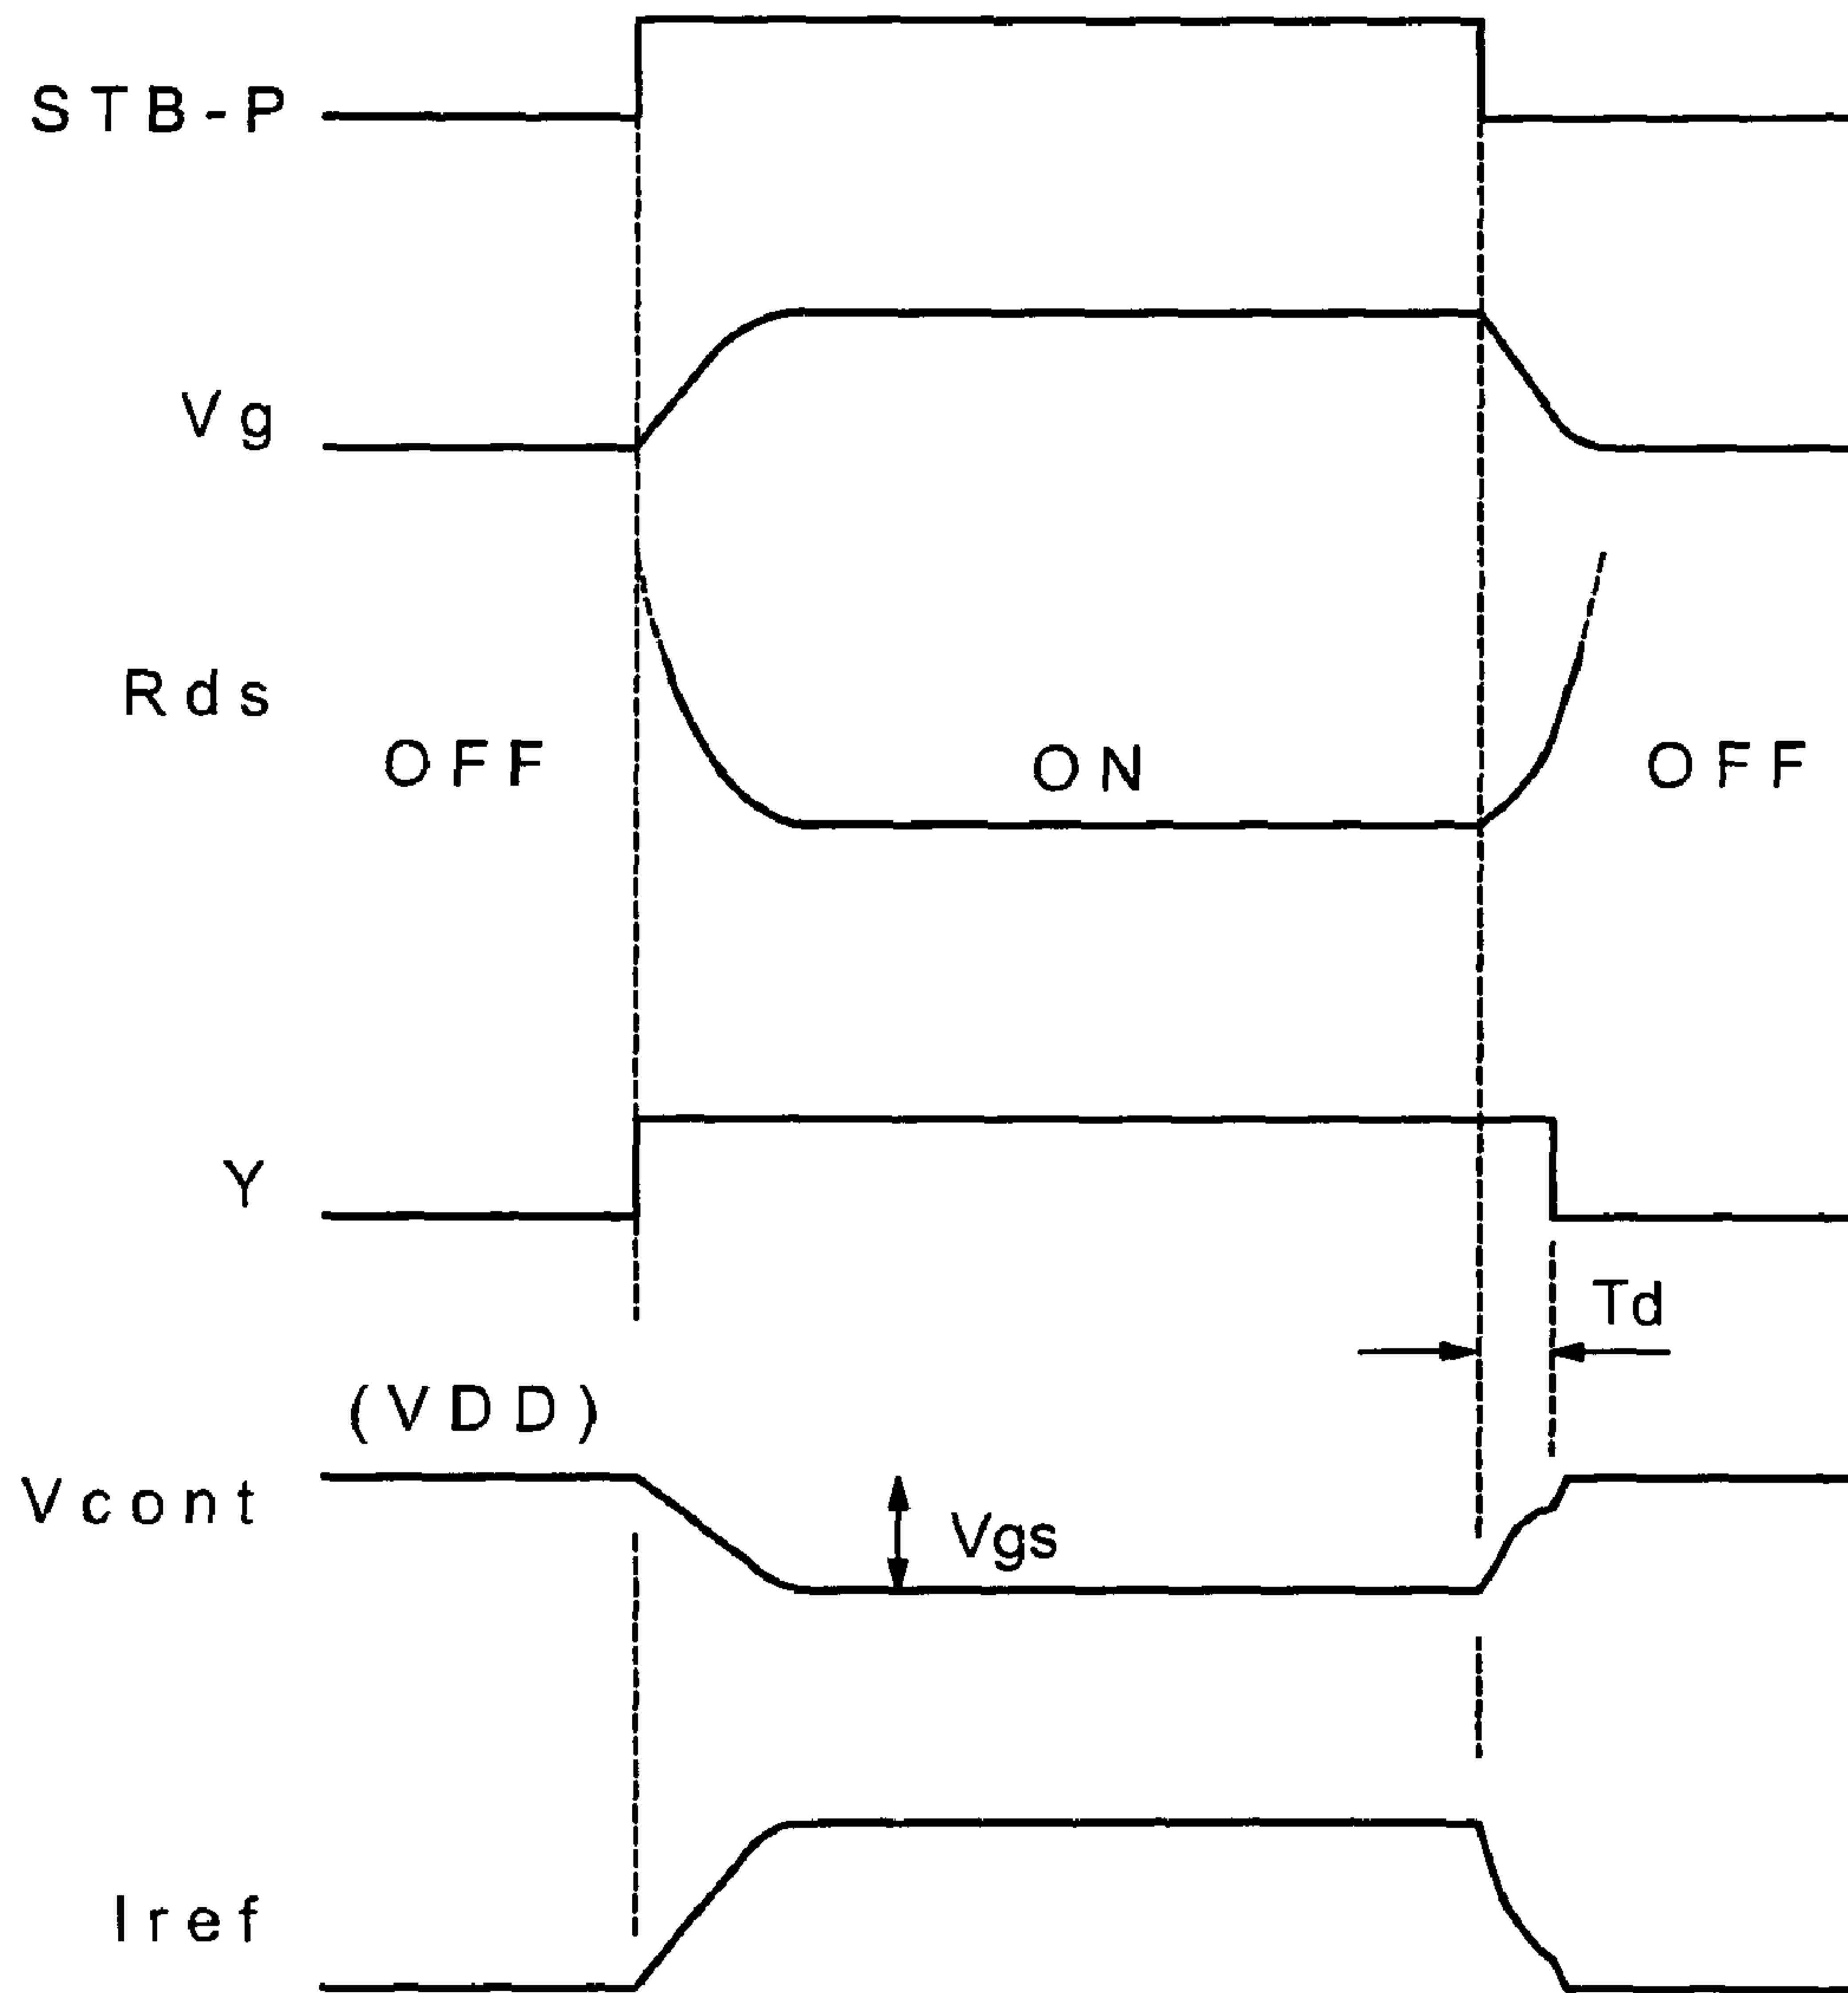 STB-P
Vg
Rds
OFF ON OFF
Y
Td
(VDD)
Vcont
Vgs
Iref